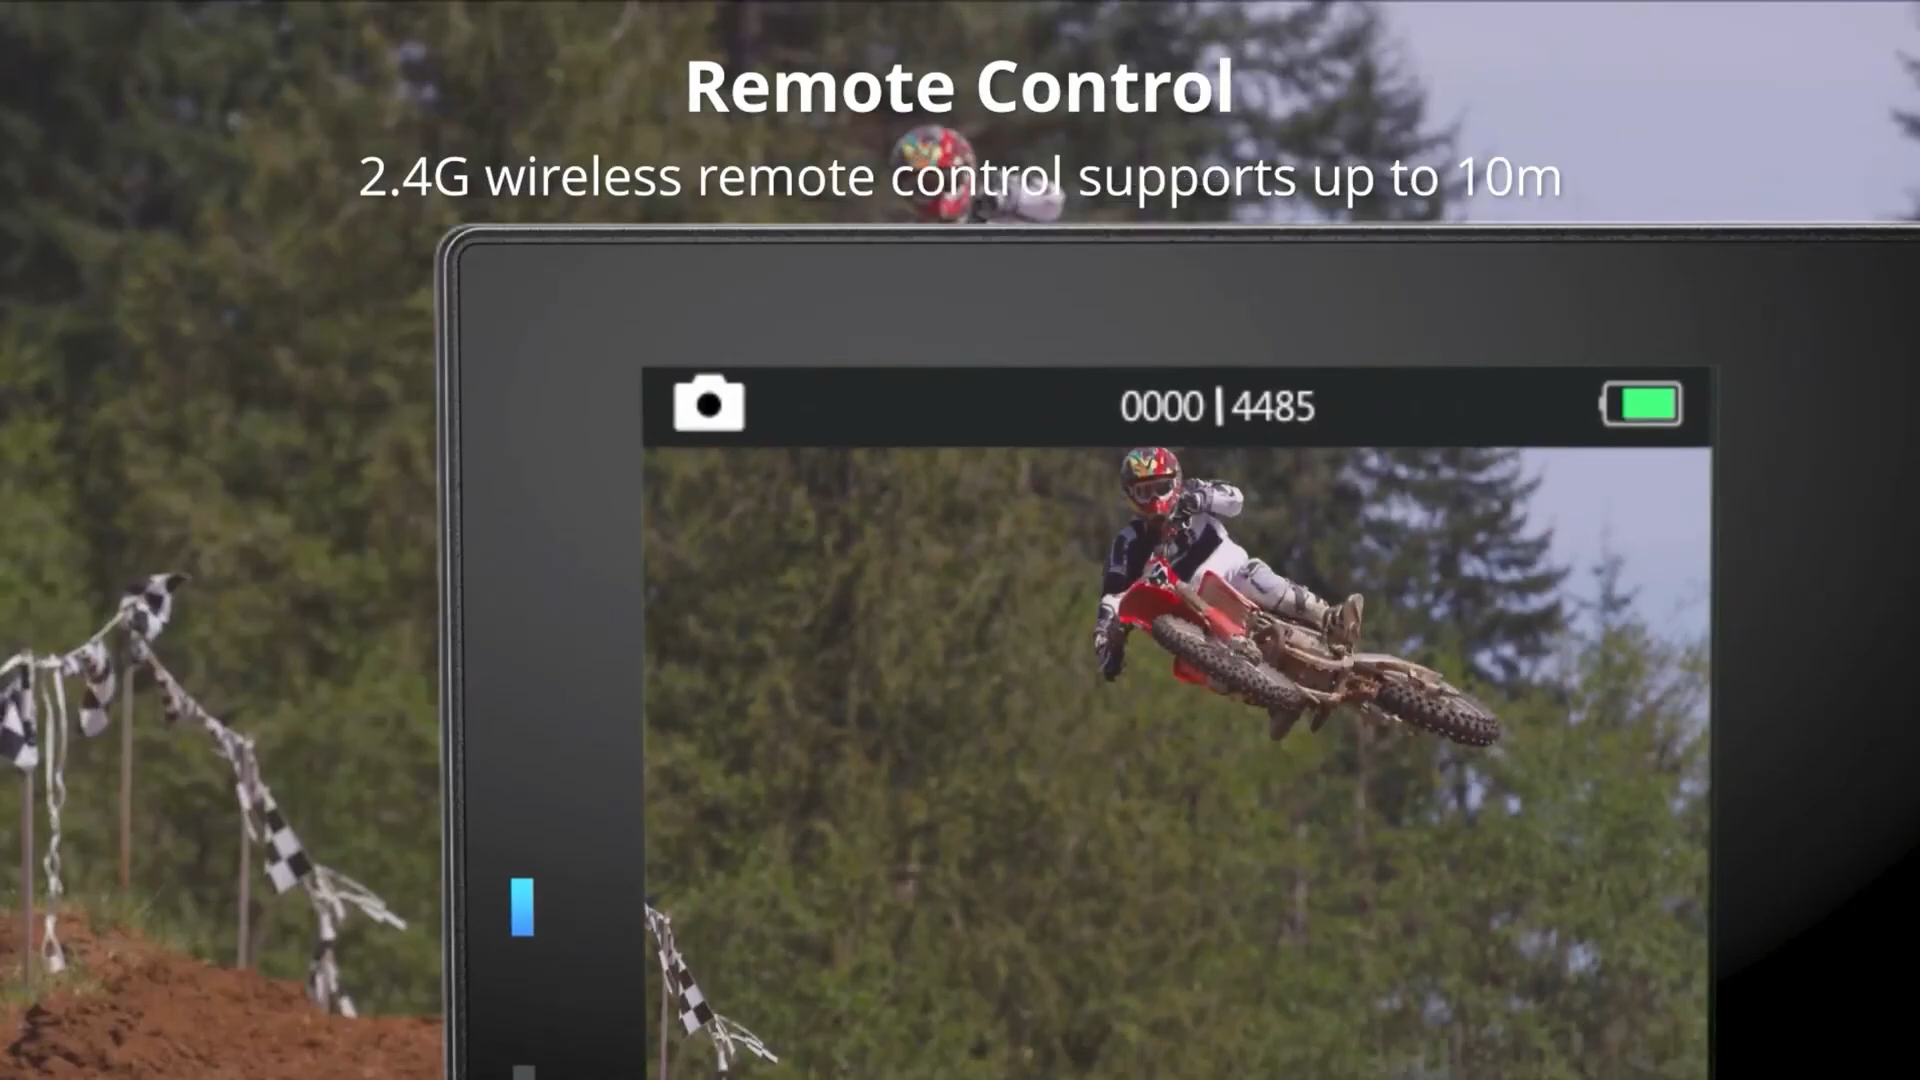 Remote Control
2.4G wireless remote control supports up to 10m
0000 | 4485